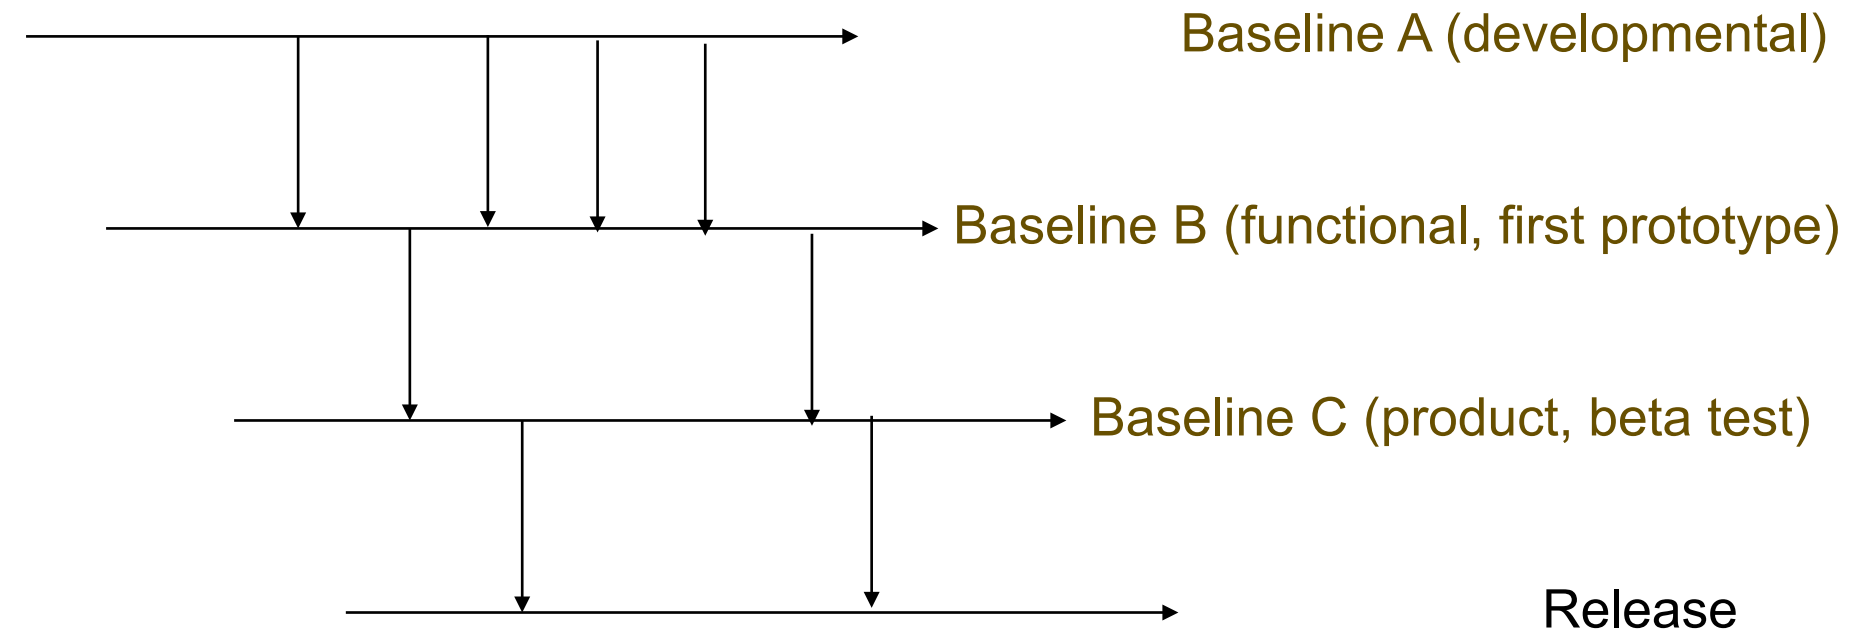 Baseline A (developmental)
Baseline B (functional, first prototype)
Baseline C (product, beta test)
Release